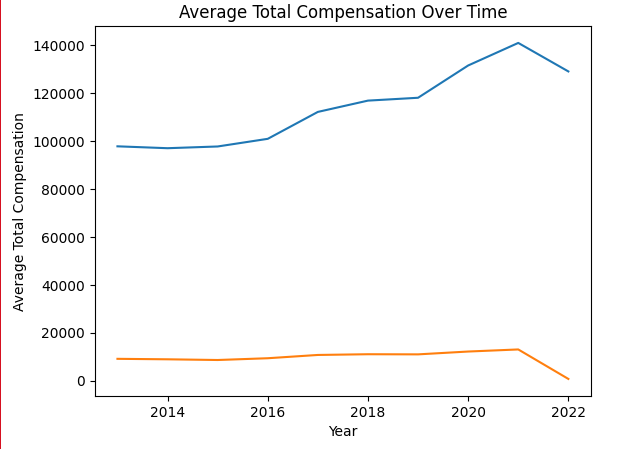 Average Total Compensation Over Time
140000
120000
100000
80000
60000
40000
20000
0
Average Total Compensation
2014 2016 2018 2020 2022
Year